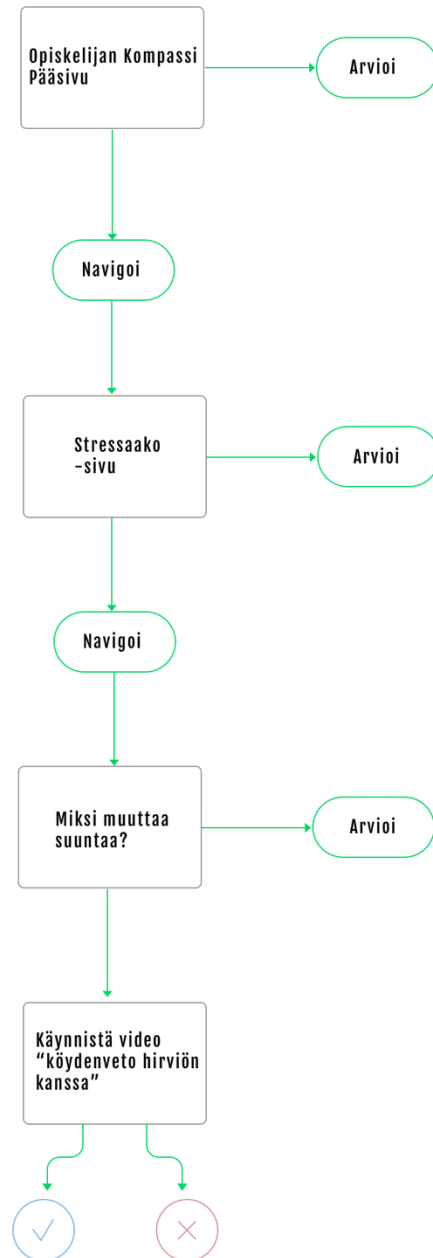 Opiskelijan Kompassi
Pääsivu
Arvioi
Navigoi
Stressaako
-sivu
Arvioi
Navigoi
Miksi muuttaa
suuntaa?
Arvioi
Käynnistä video
“köydenveto hirviön
kanssa”